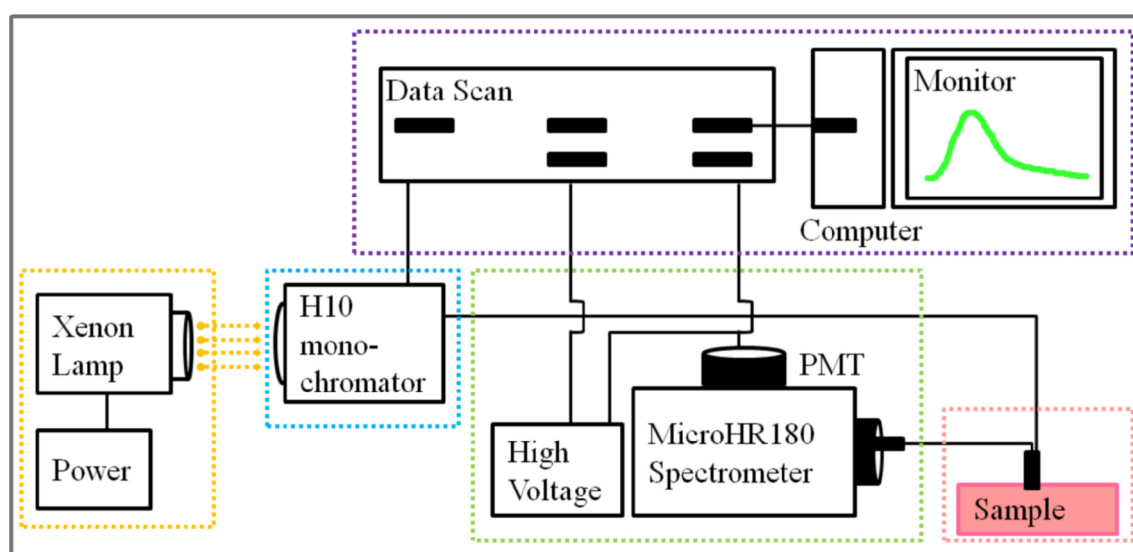 Data Scan
Monitor
Computer
Xenon
Lamp
H10
mono-
chromator
PMT
Power
High
Voltage
MicroHR180
Spectrometer
Sample